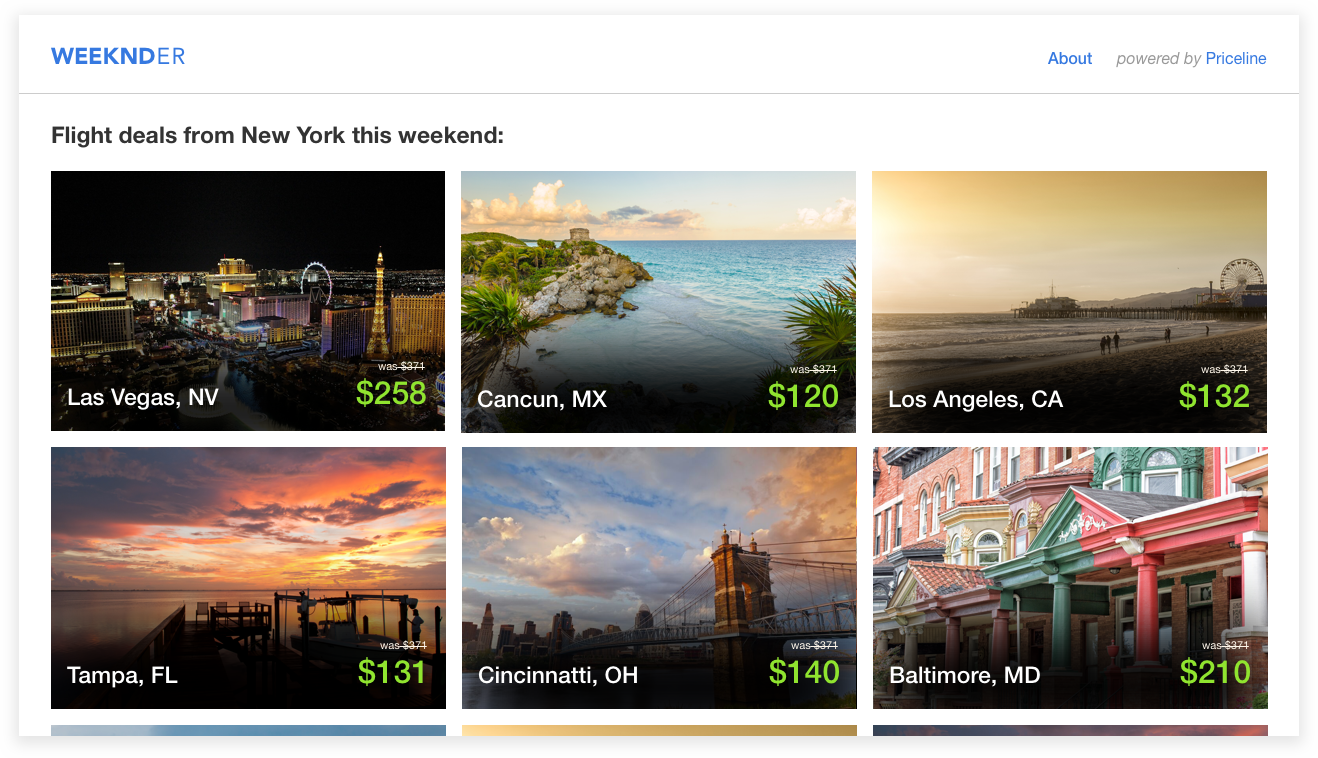 WEEKNDER
About powered by Priceline
Flight deals from New York this weekend:
was $371
Las Vegas, NV $258
was $371
Cancun, MX $120
was $371
Los Angeles, CA $132
was $371
Tampa, FL $131
was $371
Cincinnatti, OH $140
was $371
Baltimore, MD $210